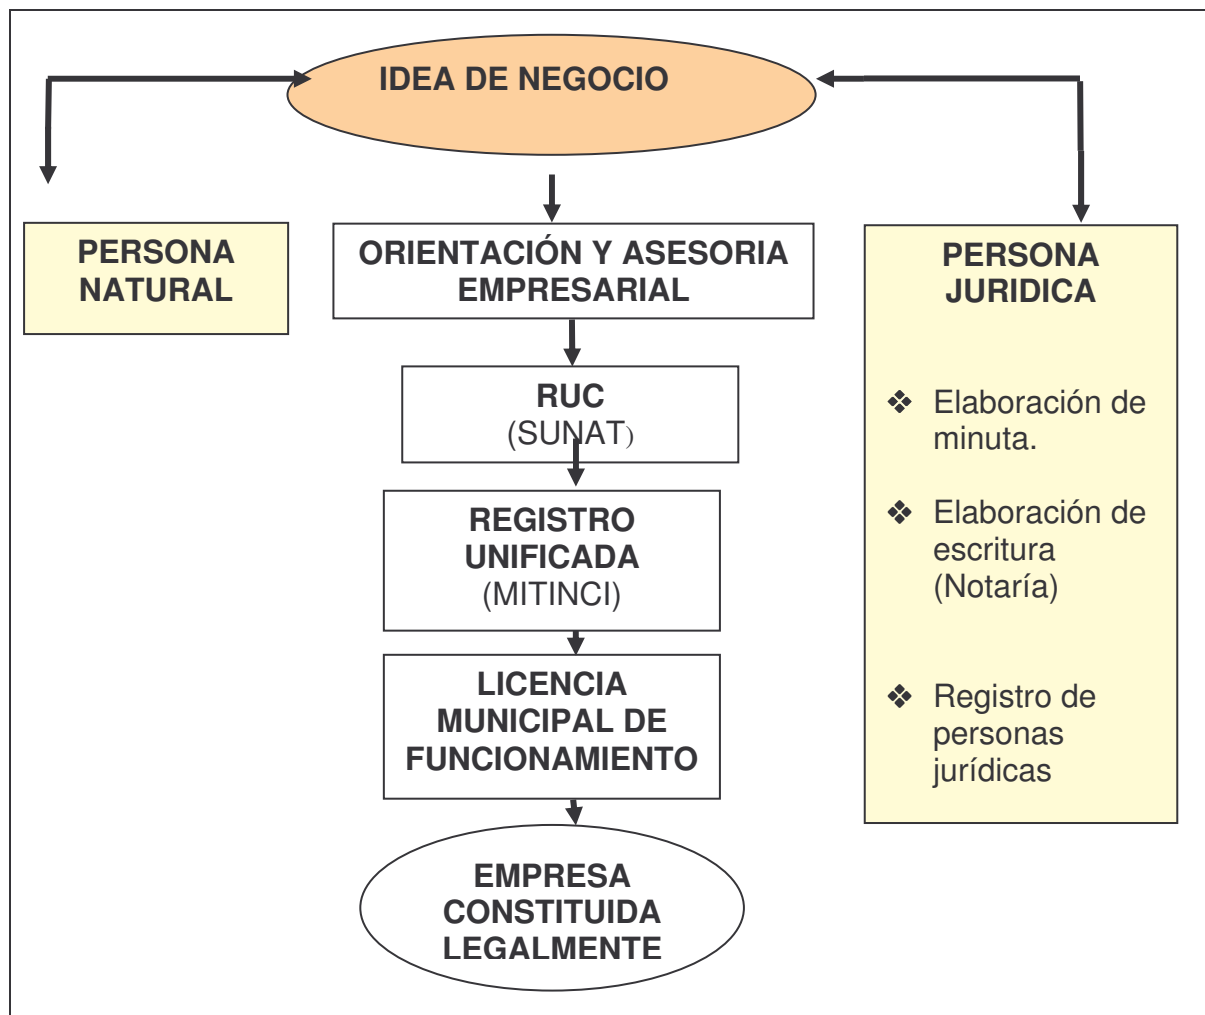 IDEA DE NEGOCIO
PERSONA
NATURAL
ORIENTACIÓN Y ASESORIA
EMPRESARIAL
RUC
(SUNAT)
REGISTRO
UNIFICADA
(MITINCI)
LICENCIA
MUNICIPAL DE
FUNCIONAMIENTO
EMPRESA
CONSTITUIDA
LEGALMENTE
PERSONA
JURIDICA
❖ Elaboración de
minuta.
❖ Elaboración de
escritura
(Notaría)
❖ Registro de
personas
jurídicas